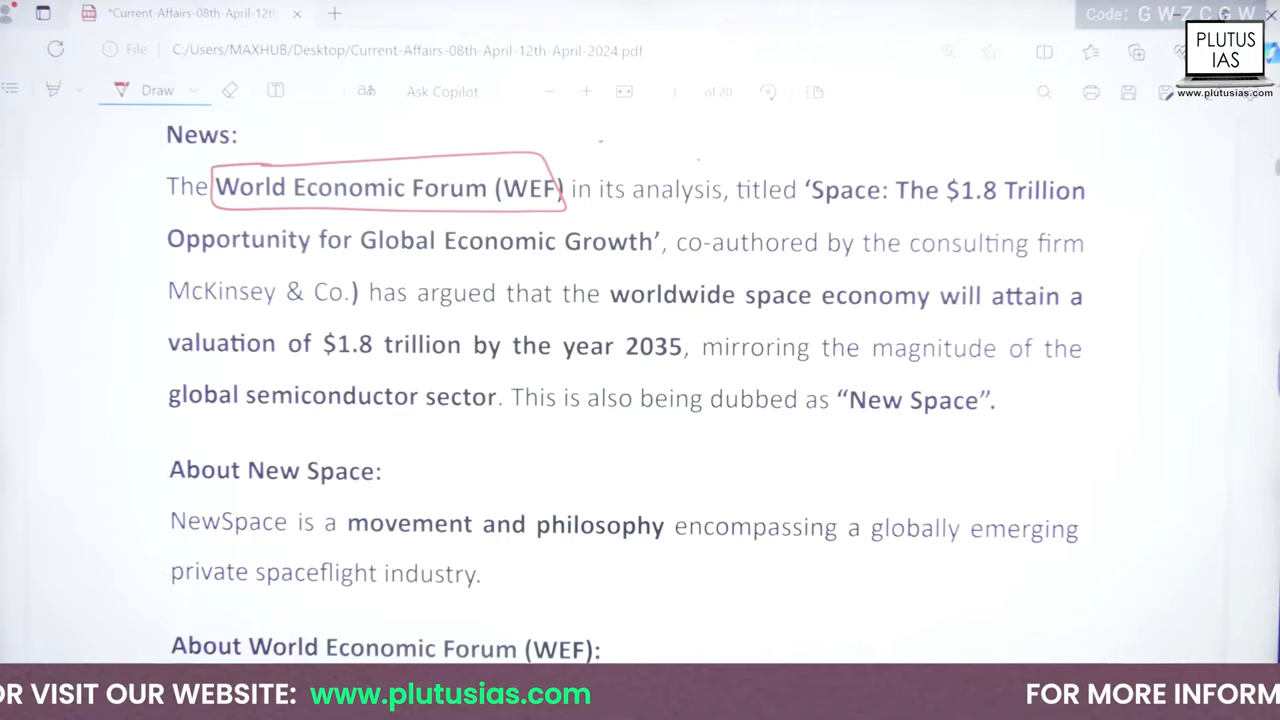 *Current-Affairs-08th-April-12th
Code: G W Z C G W
File C:/Users/MAXHUB/Desktop/Current-Affairs-08th-April-12th-April-2024.pdf
PLUTUS
IAS
www.plutusias.com
Draw
Ask Copilot
1 of 20
News:
The World Economic Forum (WEF) in its analysis, titled ‘Space: The $1.8 Trillion
Opportunity for Global Economic Growth’, co-authored by the consulting firm
McKinsey & Co.) has argued that the worldwide space economy will attain a
valuation of $1.8 trillion by the year 2035, mirroring the magnitude of the
global semiconductor sector. This is also being dubbed as “New Space”.
About New Space:
NewSpace is a movement and philosophy encompassing a globally emerging
private spaceflight industry.
About World Economic Forum (WEF):
OR VISIT OUR WEBSITE: www.plutusias.com FOR MORE INFORM